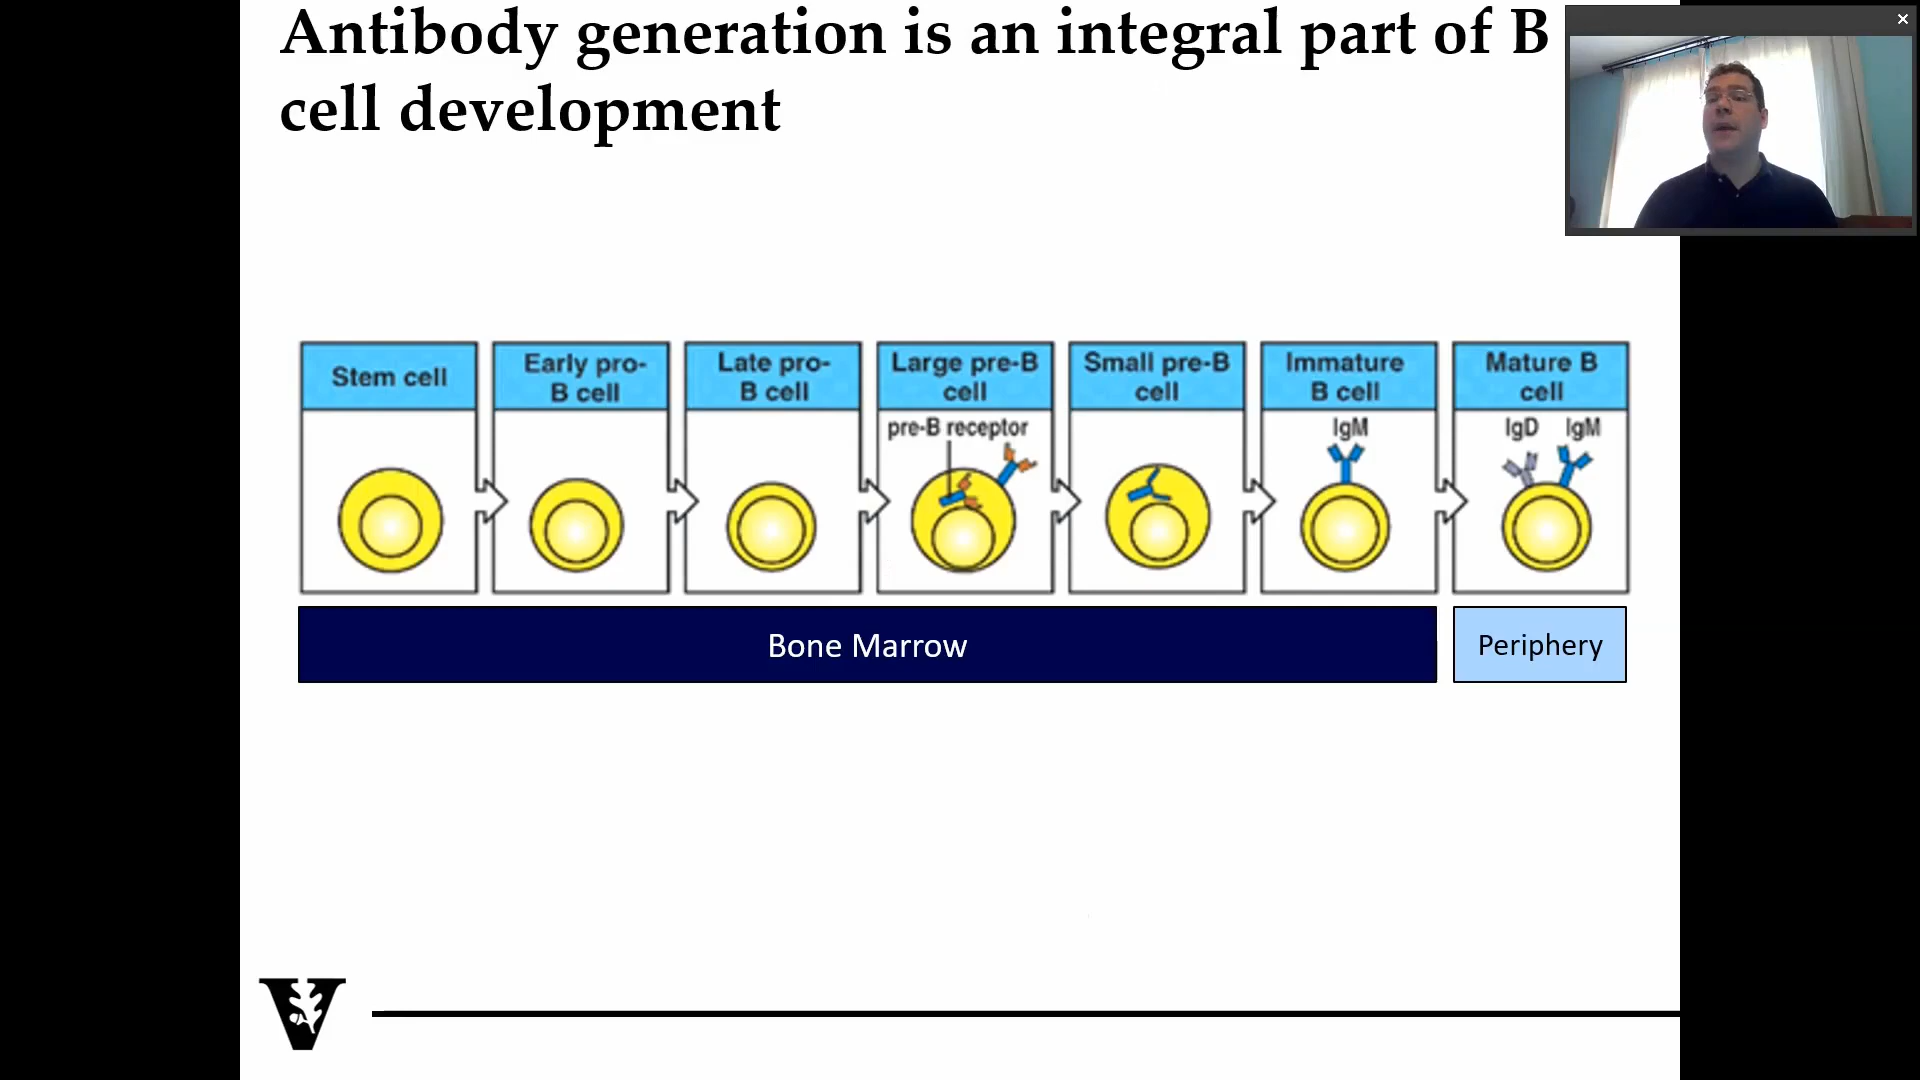 Antibody generation is an integral part of B
cell development
Stem cell
Early pro-
B cell
Late pro-
B cell
Large pre-B
cell
Small pre-B
cell
Immature
B cell
Mature B
cell
pre-B receptor
IgM
IgD IgM
Bone Marrow
Periphery
V